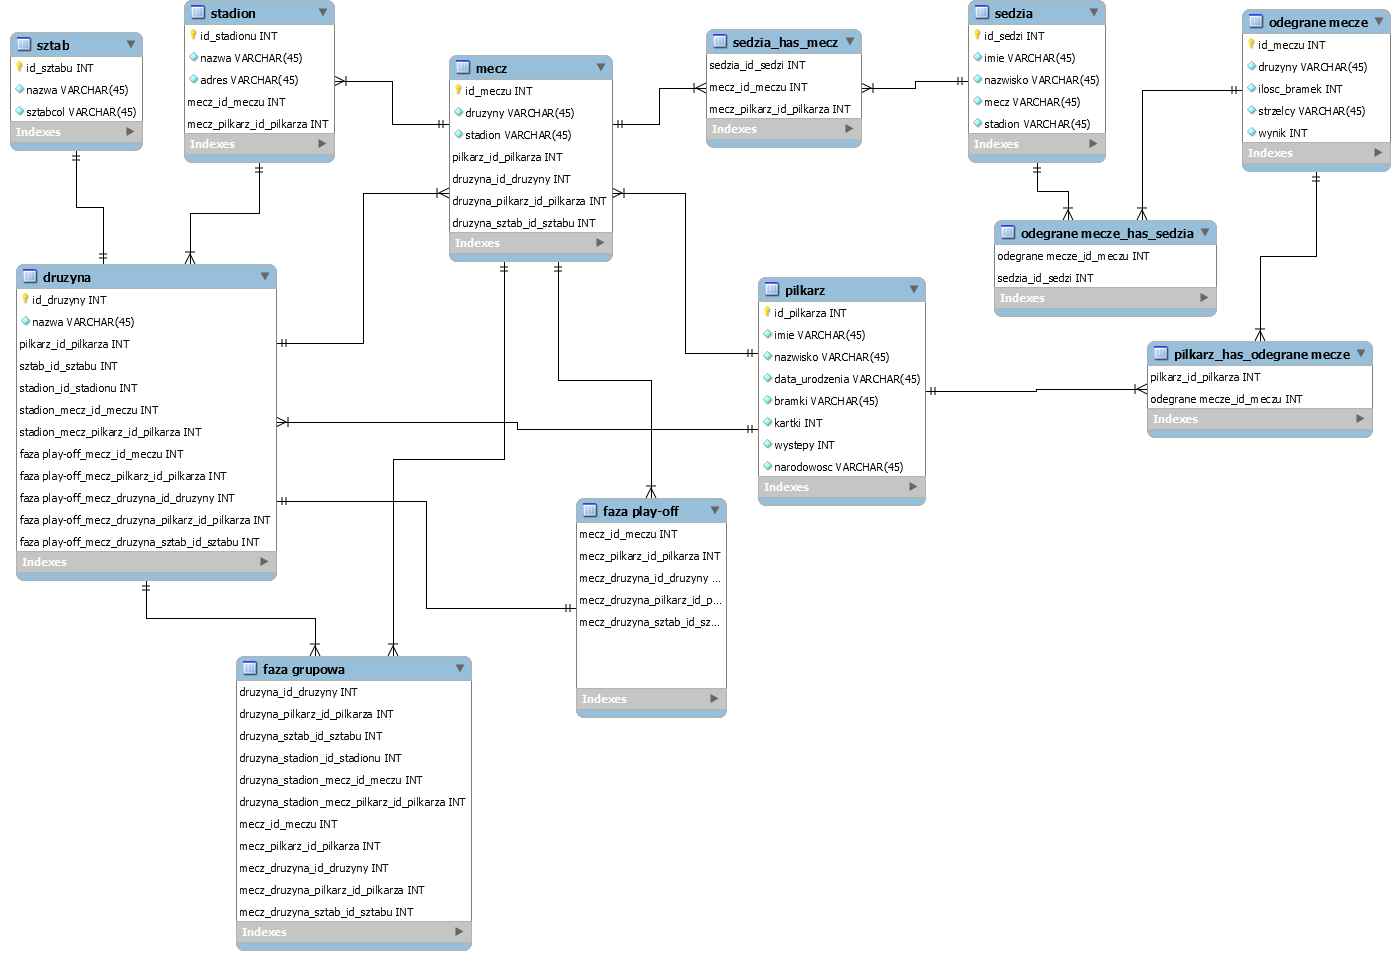 sztab
id_sztabu INT
nazwa VARCHAR(45)
sztabcol VARCHAR(45)
Indexes
stadion
id_stadionu INT
nazwa VARCHAR(45)
adres VARCHAR(45)
mecz_id_meczu INT
mecz_pilkarz_id_pilkarza INT
Indexes
mecz
id_meczu INT
druzyny VARCHAR(45)
stadion VARCHAR(45)
pilkarz_id_pilkarza INT
druzyna_id_druzyny INT
druzyna_pilkarz_id_pilkarza INT
druzyna_sztab_id_sztabu INT
Indexes
sedzia_has_mecz
sedzia_id_sedzi INT
mecz_id_meczu INT
mecz_pilkarz_id_pilkarza INT
Indexes
sedzia
id_sedzi INT
imie VARCHAR(45)
nazwisko VARCHAR(45)
mecz VARCHAR(45)
stadion VARCHAR(45)
Indexes
odegrane mecze
id_meczu INT
druzyny VARCHAR(45)
ilosc_bramek INT
strzelcy VARCHAR(45)
wynik INT
Indexes
odegrane mecze_has_sedzia
odegrane mecze_id_meczu INT
sedzia_id_sedzi INT
Indexes
druzyna
id_druzyny INT
nazwa VARCHAR(45)
pilkarz_id_pilkarza INT
sztab_id_sztabu INT
stadion_id_stadionu INT
stadion_mecz_id_meczu INT
stadion_mecz_pilkarz_id_pilkarza INT
faza play-off_mecz_id_meczu INT
faza play-off_mecz_pilkarz_id_pilkarza INT
faza play-off_mecz_druzyna_id_druzyny INT
faza play-off_mecz_druzyna_pilkarz_id_pilkarza INT
faza play-off_mecz_druzyna_sztab_id_sztabu INT
Indexes
pilkarz
id_pilkarza INT
imie VARCHAR(45)
nazwisko VARCHAR(45)
data_urodzenia VARCHAR(45)
bramki VARCHAR(45)
kartki INT
wystepy INT
narodowosc VARCHAR(45)
Indexes
pilkarz_has_odegrane mecze
pilkarz_id_pilkarza INT
odegrane mecze_id_meczu INT
Indexes
faza play-off
mecz_id_meczu INT
mecz_pilkarz_id_pilkarza INT
mecz_druzyna_id_druzyny ...
mecz_druzyna_pilkarz_id_p...
mecz_druzyna_sztab_id_sz...
Indexes
faza grupowa
druzyna_id_druzyny INT
druzyna_pilkarz_id_pilkarza INT
druzyna_sztab_id_sztabu INT
druzyna_stadion_id_stadionu INT
druzyna_stadion_mecz_id_meczu INT
druzyna_stadion_mecz_pilkarz_id_pilkarza INT
mecz_id_meczu INT
mecz_pilkarz_id_pilkarza INT
mecz_druzyna_id_druzyny INT
mecz_druzyna_pilkarz_id_pilkarza INT
mecz_druzyna_sztab_id_sztabu INT
Indexes